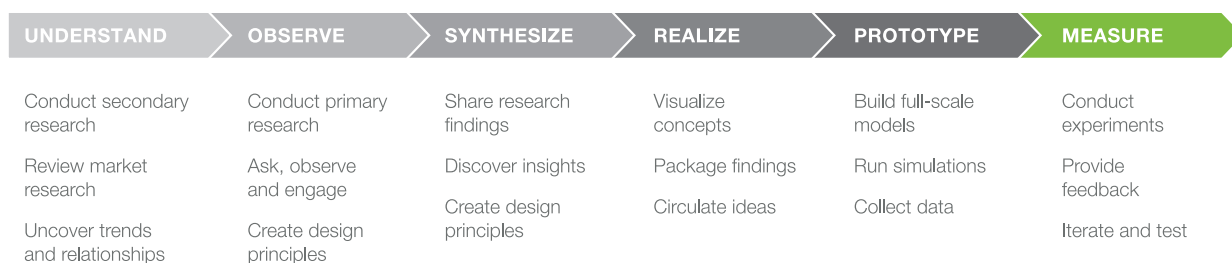 UNDERSTAND
Conduct secondary
research
Review market
research
Uncover trends
and relationships
OBSERVE
Conduct primary
research
Ask, observe
and engage
Create design
principles
SYNTHESIZE
Share research
findings
Discover insights
Create design
principles
REALIZE
Visualize
concepts
Package findings
Circulate ideas
PROTOTYPE
Build full-scale
models
Run simulations
Collect data
MEASURE
Conduct
experiments
Provide
feedback
Iterate and test